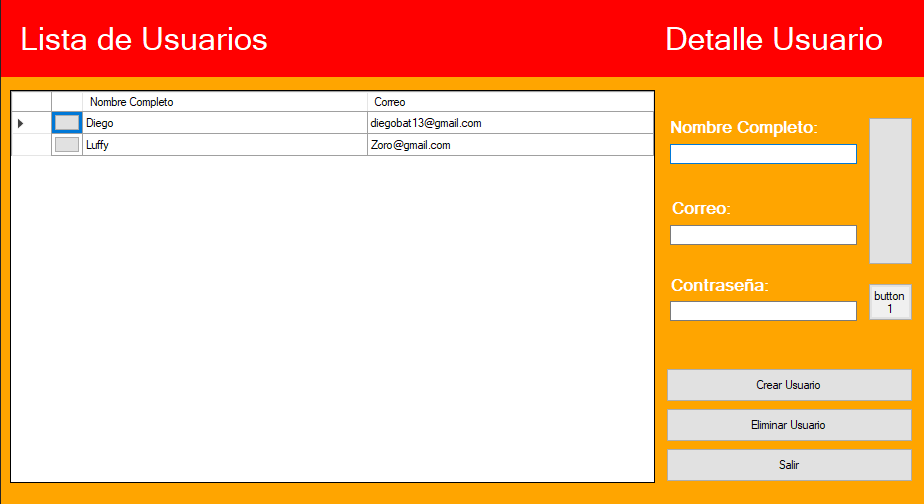 Lista de Usuarios
Detalle Usuario
Nombre Completo Correo
Diego diegobat13@gmail.com
Luffy Zoro@gmail.com
Nombre Completo:
Correo:
Contraseña:
button
1
Crear Usuario
Eliminar Usuario
Salir